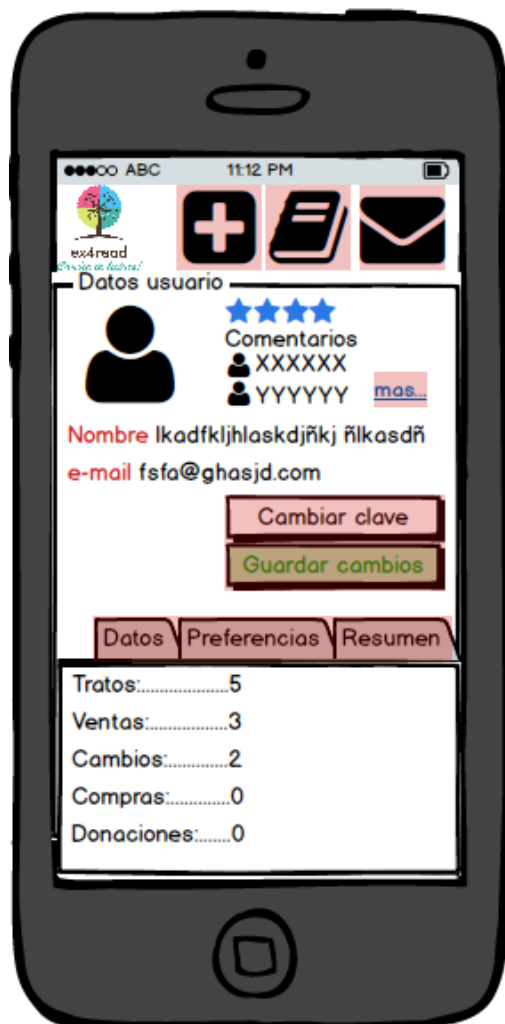 ABC 11:12 PM
ex4read
Datos usuario
Comentarios
XXXXXX
YYYYYY mas...
Nombre lkadfkljhlaskdjñkj ñlkasdñ
e-mail fsfa@ghasjd.com
Cambiar clave
Guardar cambios
Datos Preferencias Resumen
Tratos:......................5
Ventas:...................3
Cambios:...............2
Compras:...............0
Donaciones:........0